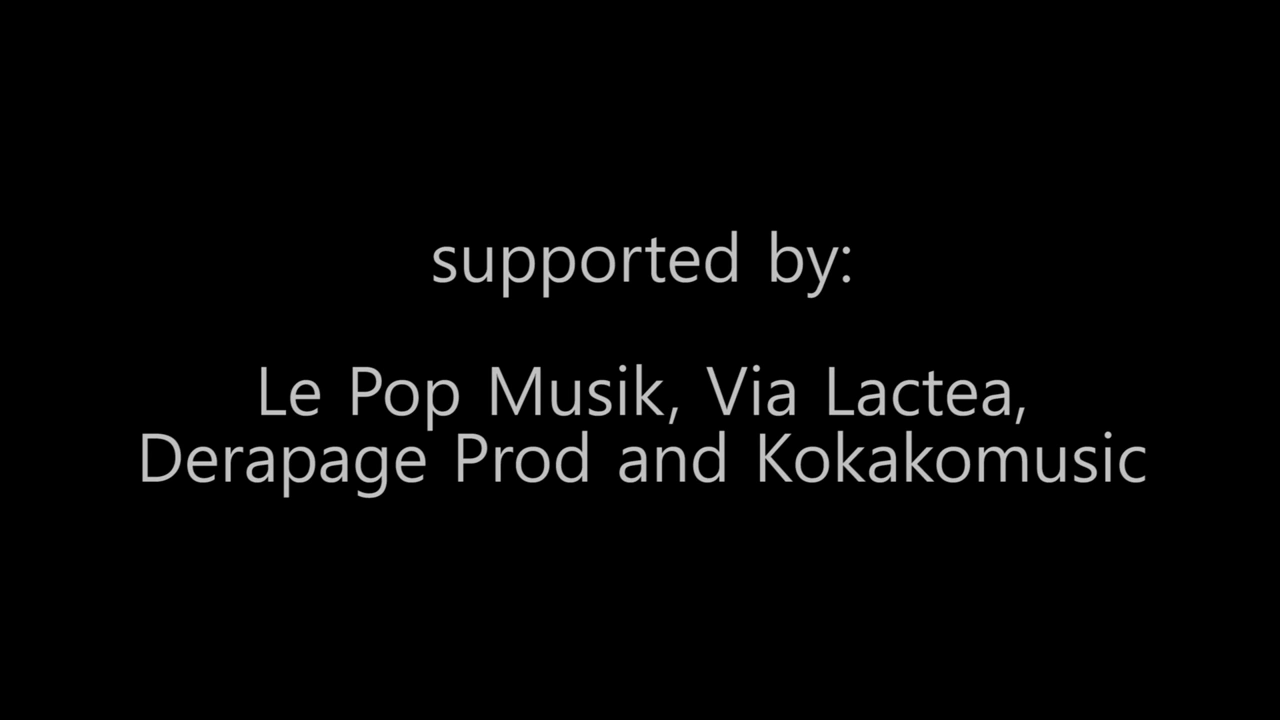 supported by:
Le Pop Musik, Via Lactea,
Derapage Prod and Kokakomusic